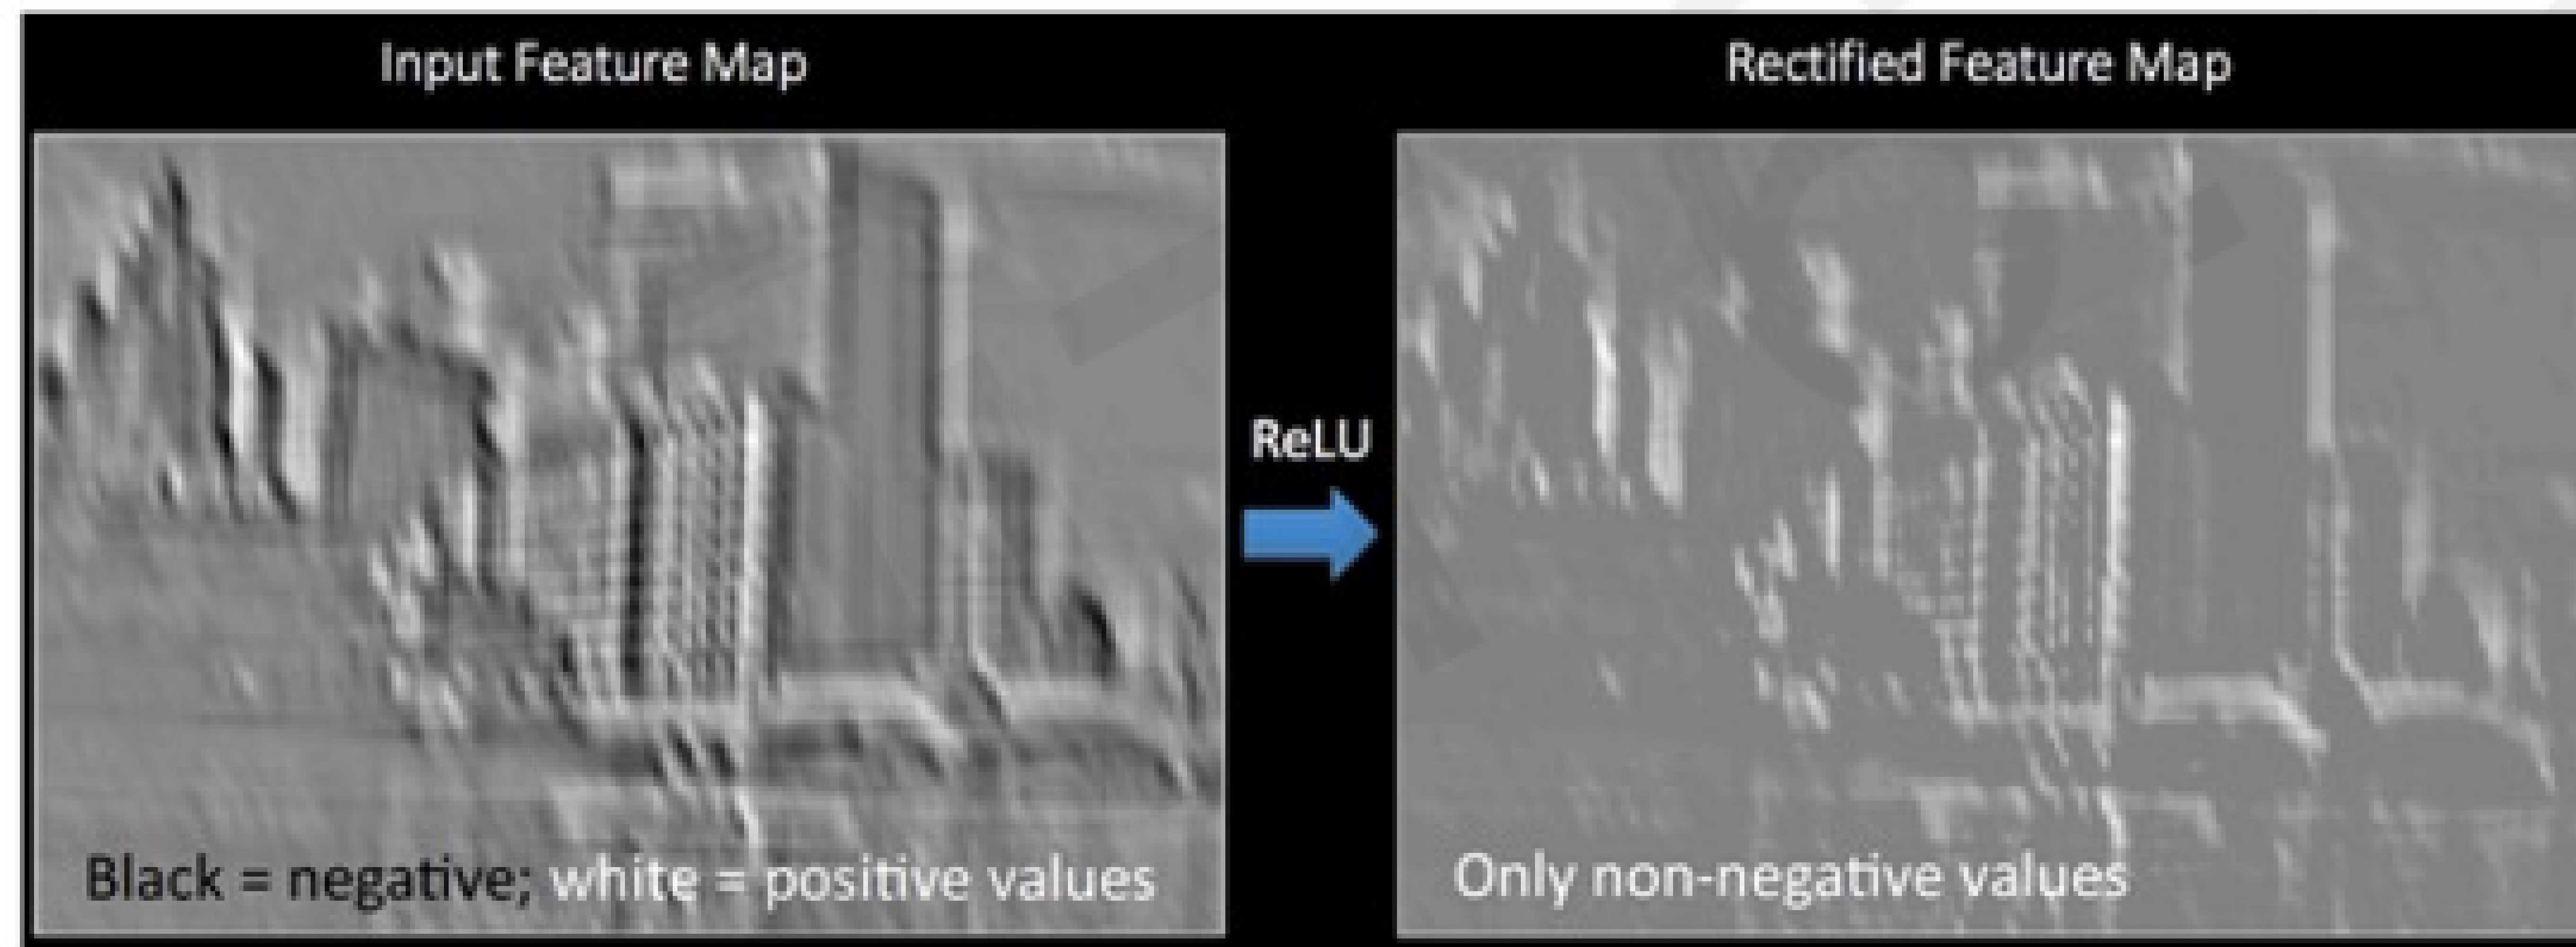 Input Feature Map
Rectified Feature Map
ReLU
Black = negative; white = positive values
Only non-negative values